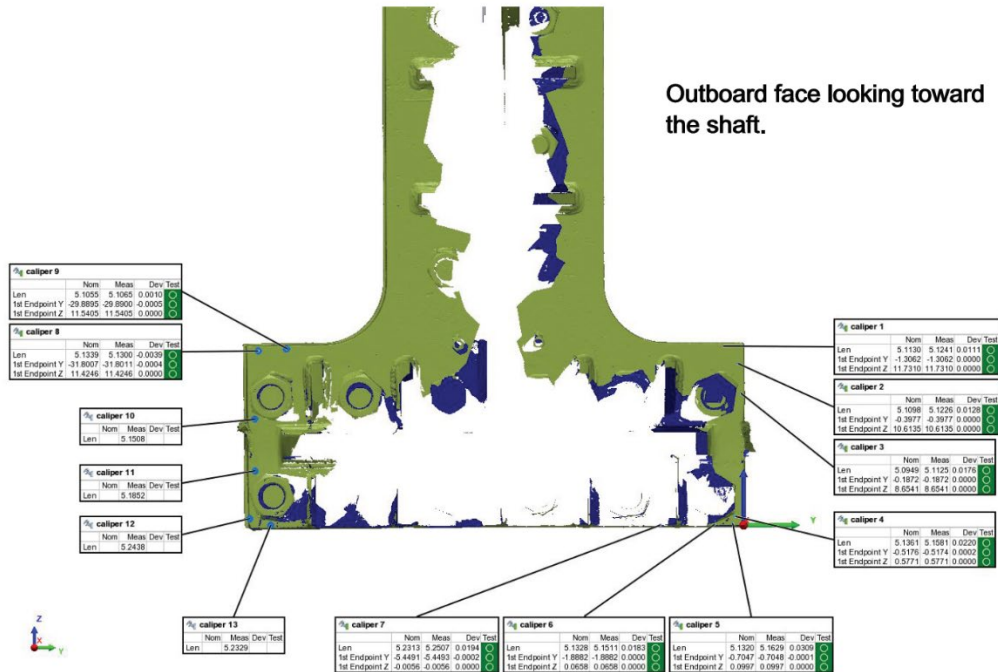 Outboard face looking toward
the shaft.
caliper 9
Nom Meas Dev Test
Len 5.1055 5.1065 0.0010
1st Endpoint Y -29.8895 -29.8900 -0.0005
1st Endpoint Z 11.5405 11.5405 0.0000
caliper 8
Nom Meas Dev Test
Len 5.1339 5.1300 -0.0039
1st Endpoint Y -31.8007 -31.8011 -0.0004
1st Endpoint Z 11.4246 11.4246 0.0000
caliper 10
Nom Meas Dev Test
Len 5.1508
caliper 11
Nom Meas Dev Test
Len 5.1852
caliper 12
Nom Meas Dev Test
Len 5.2438
caliper 13
Nom Meas Dev Test
Len 5.2329
caliper 7
Nom Meas Dev Test
Len 5.2313 5.2507 0.0194
1st Endpoint Y -5.4491 -5.4493 -0.0002
1st Endpoint Z -0.0056 -0.0056 0.0000
caliper 6
Nom Meas Dev Test
Len 5.1328 5.1511 0.0183
1st Endpoint Y -1.8882 -1.8882 0.0000
1st Endpoint Z 0.0658 0.0658 0.0000
caliper 5
Nom Meas Dev Test
Len 5.1320 5.1629 0.0309
1st Endpoint Y -0.7047 -0.7048 -0.0001
1st Endpoint Z 0.0997 0.0997 0.0000
caliper 1
Nom Meas Dev Test
Len 5.1130 5.1241 0.0111
1st Endpoint Y -1.3062 -1.3062 0.0000
1st Endpoint Z 11.7310 11.7310 0.0000
caliper 2
Nom Meas Dev Test
Len 5.1098 5.1226 0.0128
1st Endpoint Y -0.3977 -0.3977 0.0000
1st Endpoint Z 10.6135 10.6135 0.0000
caliper 3
Nom Meas Dev Test
Len 5.0949 5.1125 0.0176
1st Endpoint Y -0.1872 -0.1872 0.0000
1st Endpoint Z 8.6541 8.6541 0.0000
caliper 4
Nom Meas Dev Test
Len 5.1361 5.1581 0.0220
1st Endpoint Y -0.5176 -0.5174 0.0002
1st Endpoint Z 0.5771 0.5771 0.0000
Y
Z
X
Y